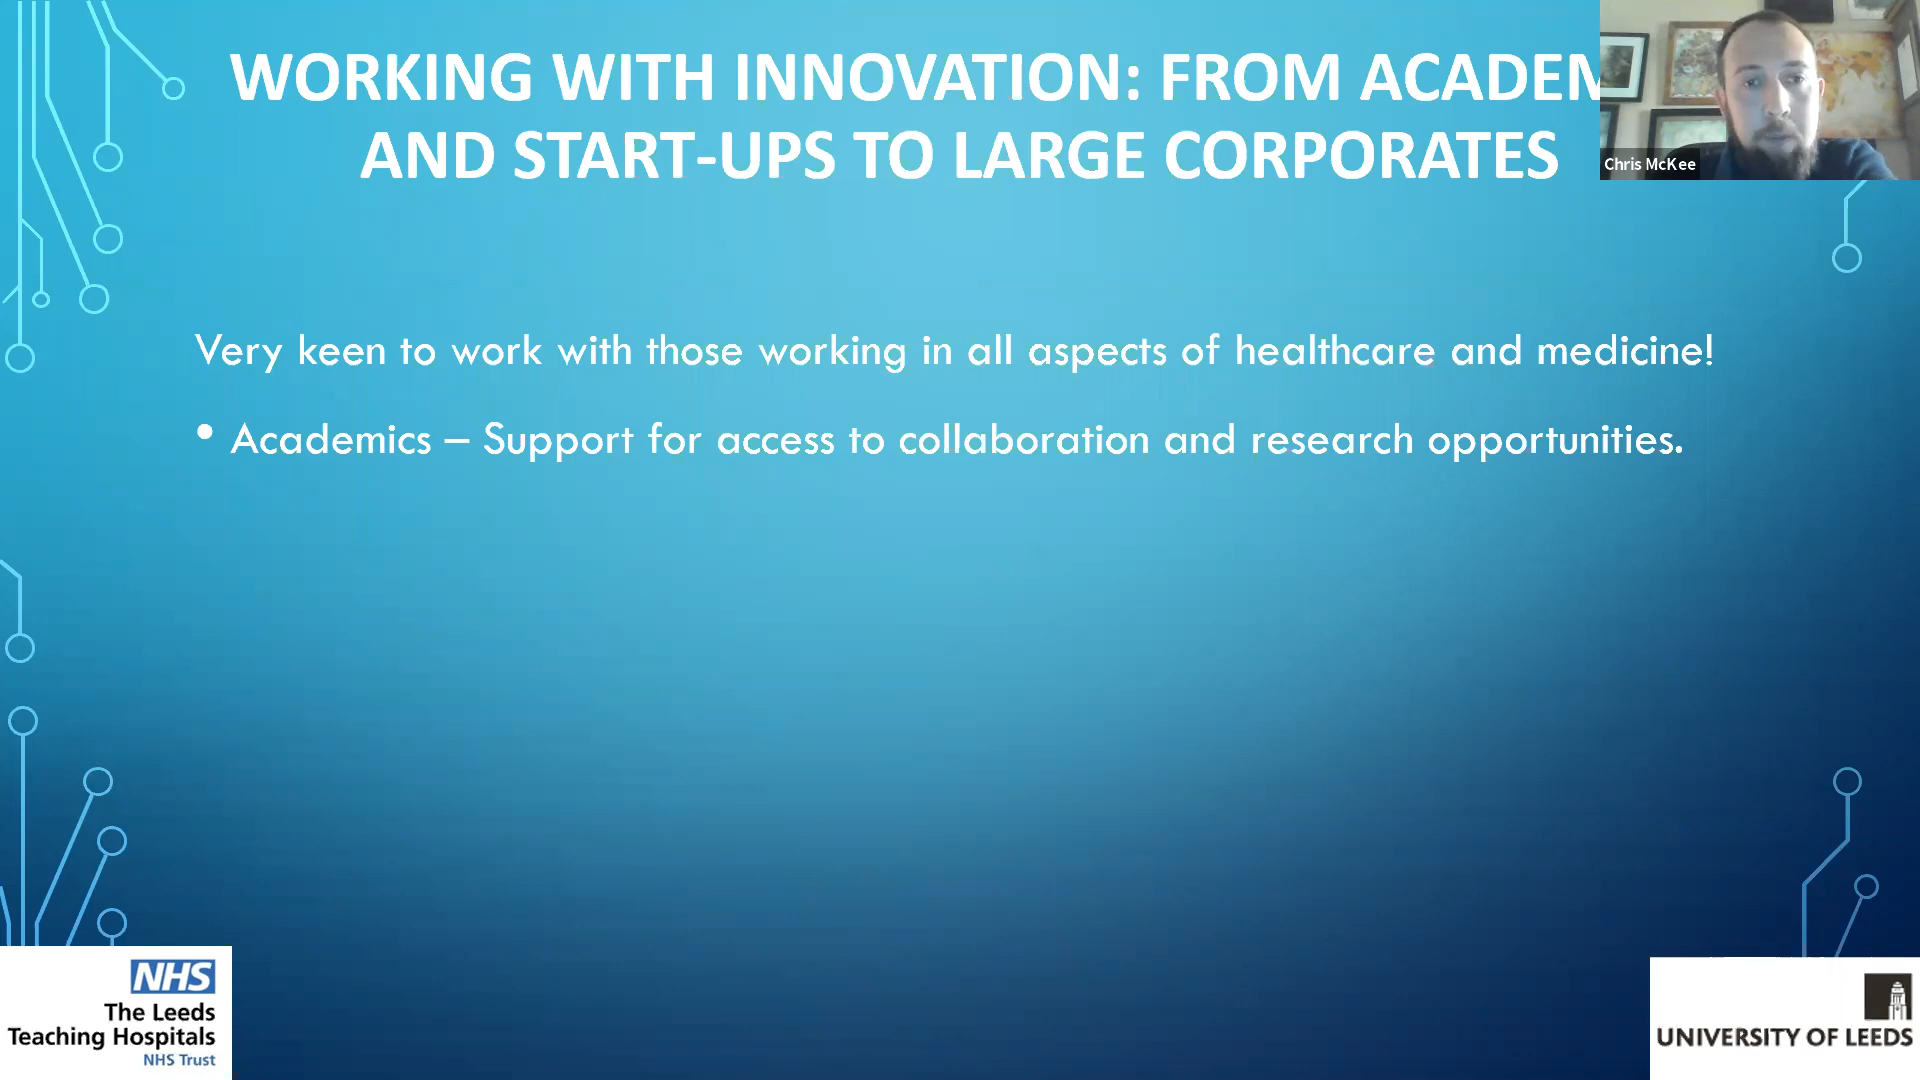 WORKING WITH INNOVATION: FROM
AND START-UPS TO LARGE CORPORATES
Chris McKee
Very keen to work with those working in all aspects of healthcare and medicine!
• Academics – Support for access to collaboration and research opportunities.
NHS
The Leeds
Teaching Hospitals
NHS Trust
UNIVERSITY OF LEEDS